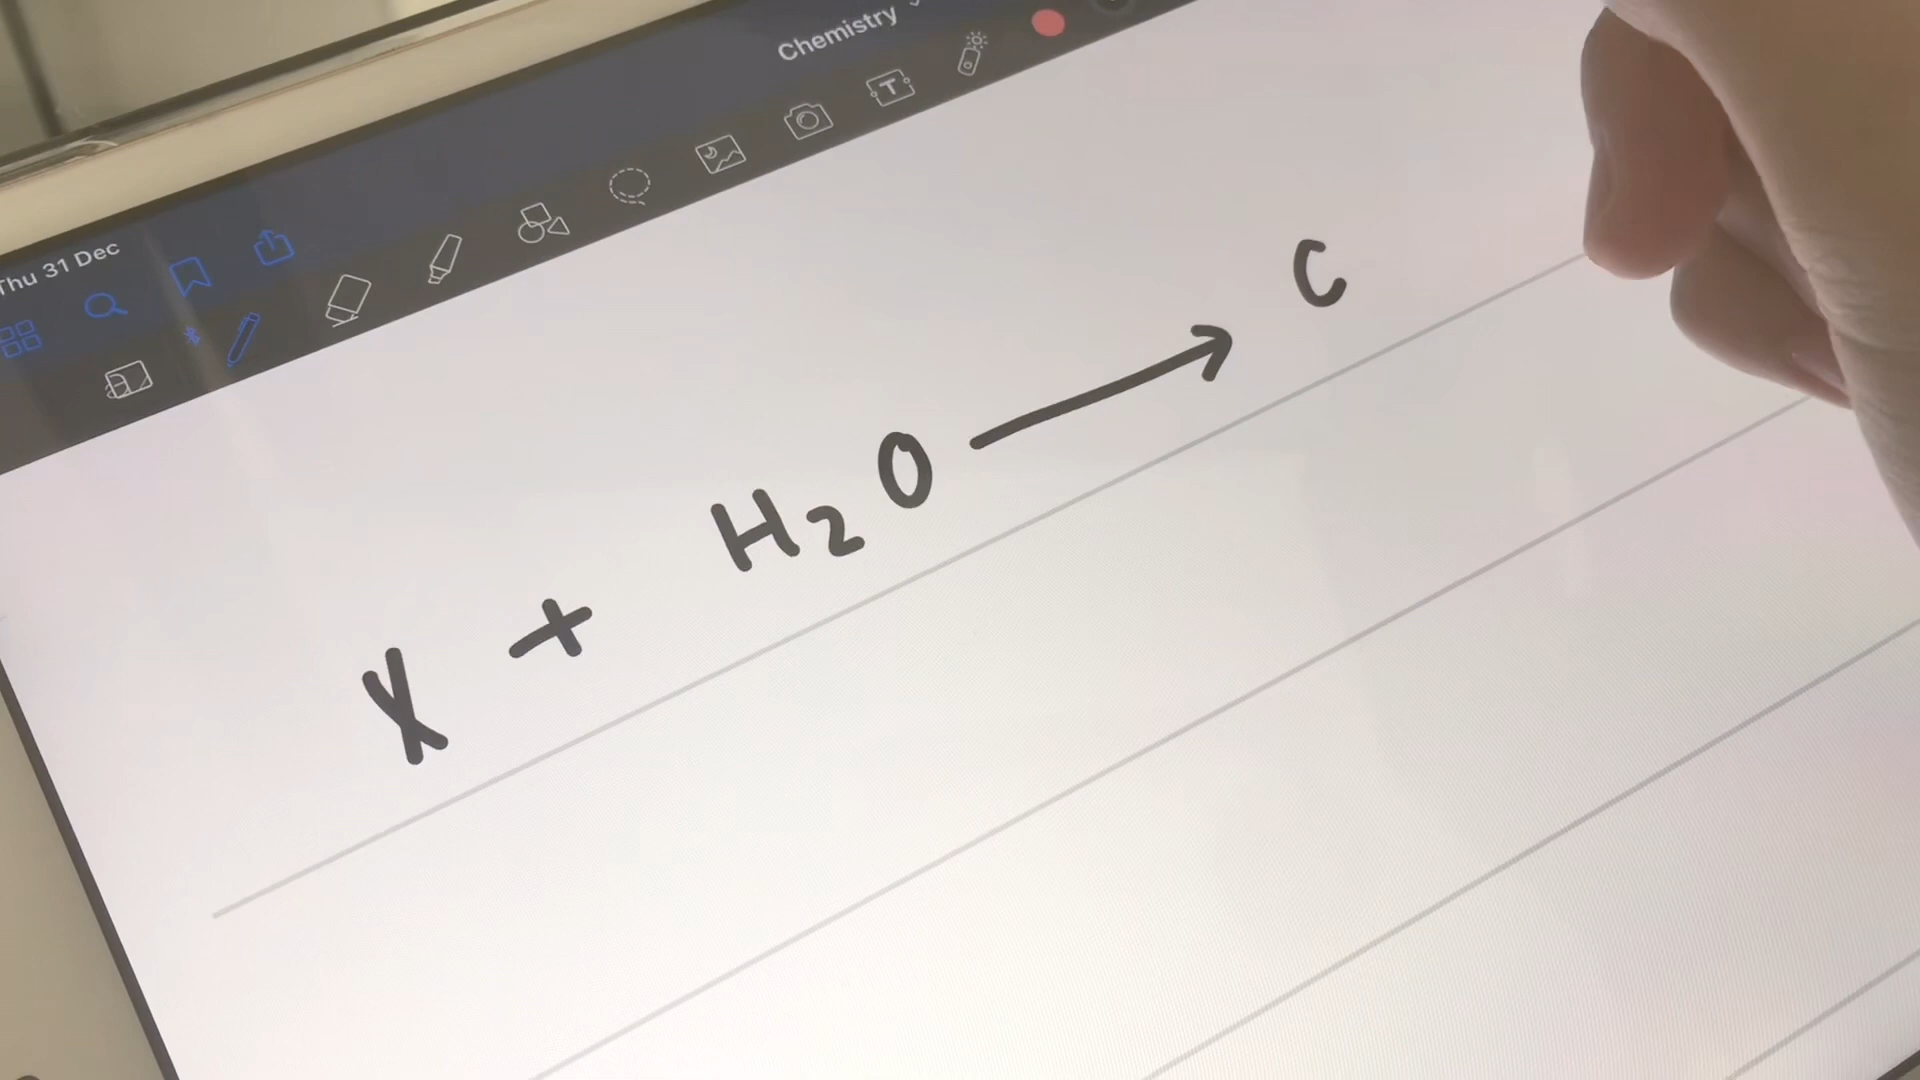 Chemistry
Thu 31 Dec
T
X + H₂O ⟶ C